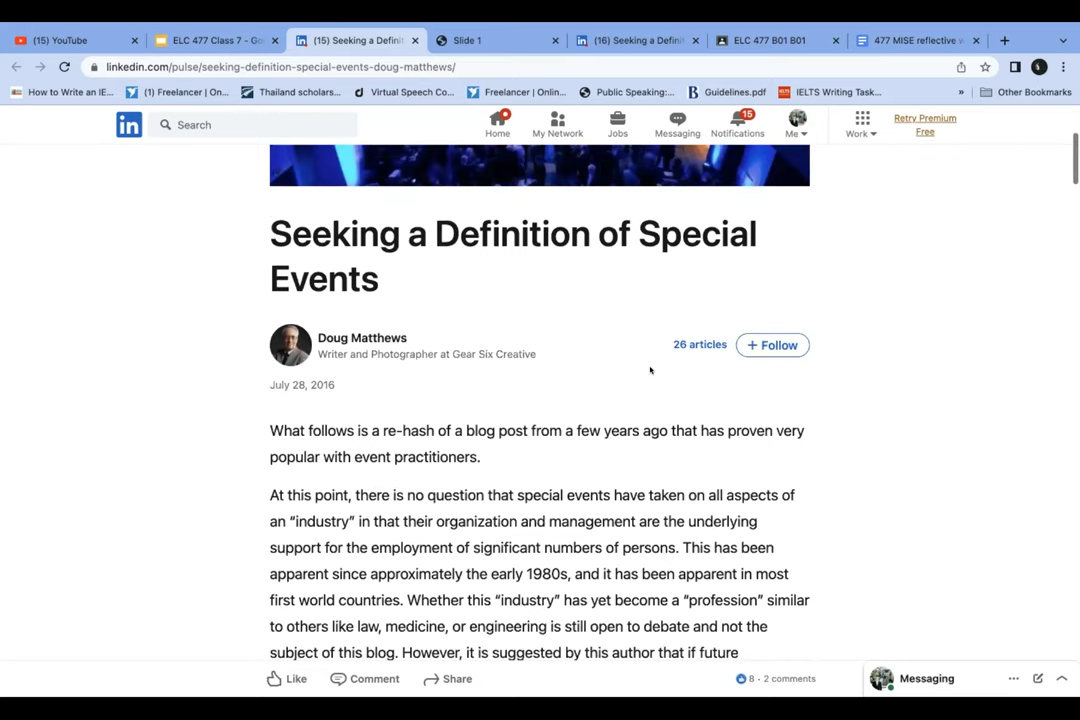 (15) YouTube
ELC 477 Class 7 - Go
(15) Seeking a Definit
Slide 1
(16) Seeking a Definit
ELC 477 B01 B01
477 MISE reflective w
linkedin.com/pulse/seeking-definition-special-events-doug-matthews/
How to Write an IE...
(1) Freelancer | On...
Thailand scholars...
Virtual Speech Co...
Freelancer | Onlin...
Public Speaking:...
Guidelines.pdf
IELTS Writing Task...
»
Other Bookmarks
in
Search
Home
My Network
Jobs
Messaging
15
Notifications
Me
Work
Retry Premium
Free
Seeking a Definition of Special
Events
Doug Matthews
Writer and Photographer at Gear Six Creative
26 articles
+ Follow
July 28, 2016
What follows is a re-hash of a blog post from a few years ago that has proven very
popular with event practitioners.
At this point, there is no question that special events have taken on all aspects of
an “industry” in that their organization and management are the underlying
support for the employment of significant numbers of persons. This has been
apparent since approximately the early 1980s, and it has been apparent in most
first world countries. Whether this “industry” has yet become a “profession” similar
to others like law, medicine, or engineering is still open to debate and not the
subject of this blog. However, it is suggested by this author that if future
Like
Comment
Share
8 · 2 comments
Messaging